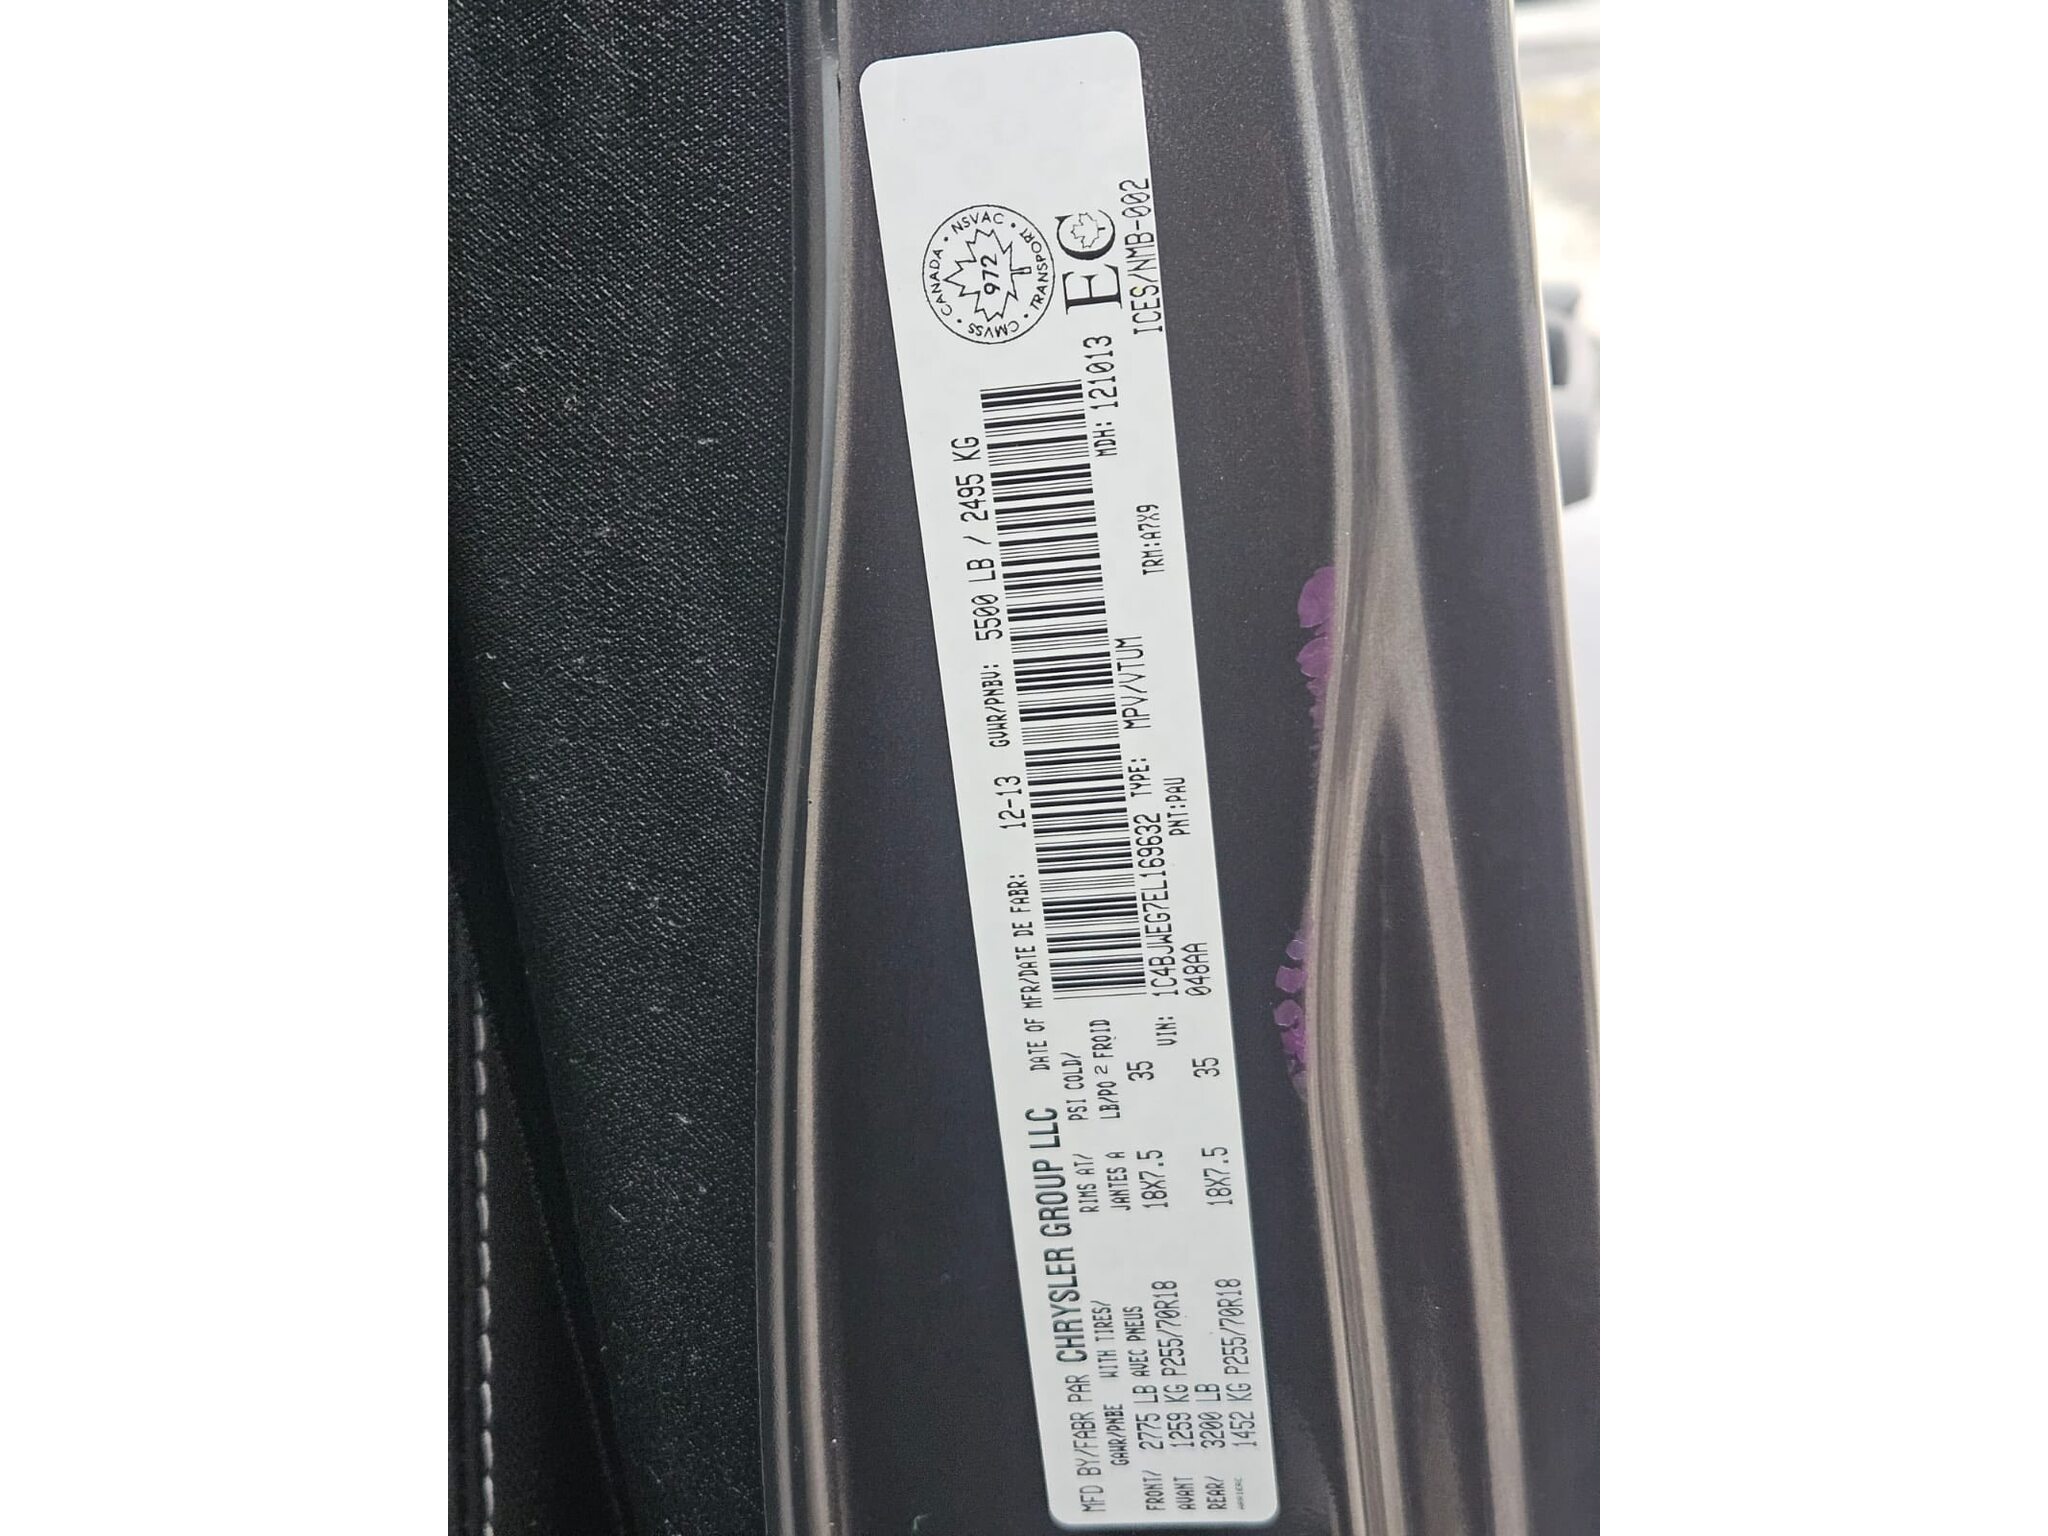 MFD BY/FABR PAR CHRYSLER GROUP LLC
DATE OF MFR/DATE DE FABR: 12-13
GVWR/PNBV: 5500 LB / 2495 KG
GAWR/PNBE WITH TIRES/ RIMS AT/ PSI COLD/
AVEC PNEUS JANTES A LB/PO 2 FROID
FRONT/ 2775 LB
AVANT 1259 KG P255/70R18 18X7.5 35
REAR/ 3200 LB
ARRIERE 1452 KG P255/70R18 18X7.5 35
VIN: 1C4BJWEG7EL169632 TYPE: MPV/VTUM
MDH: 121013
048AA PNT:PAU TRM:A7X9
CANADA • NSVAC • TRANSPORT • CMVSS •
972
EC
ICES/NMB-002